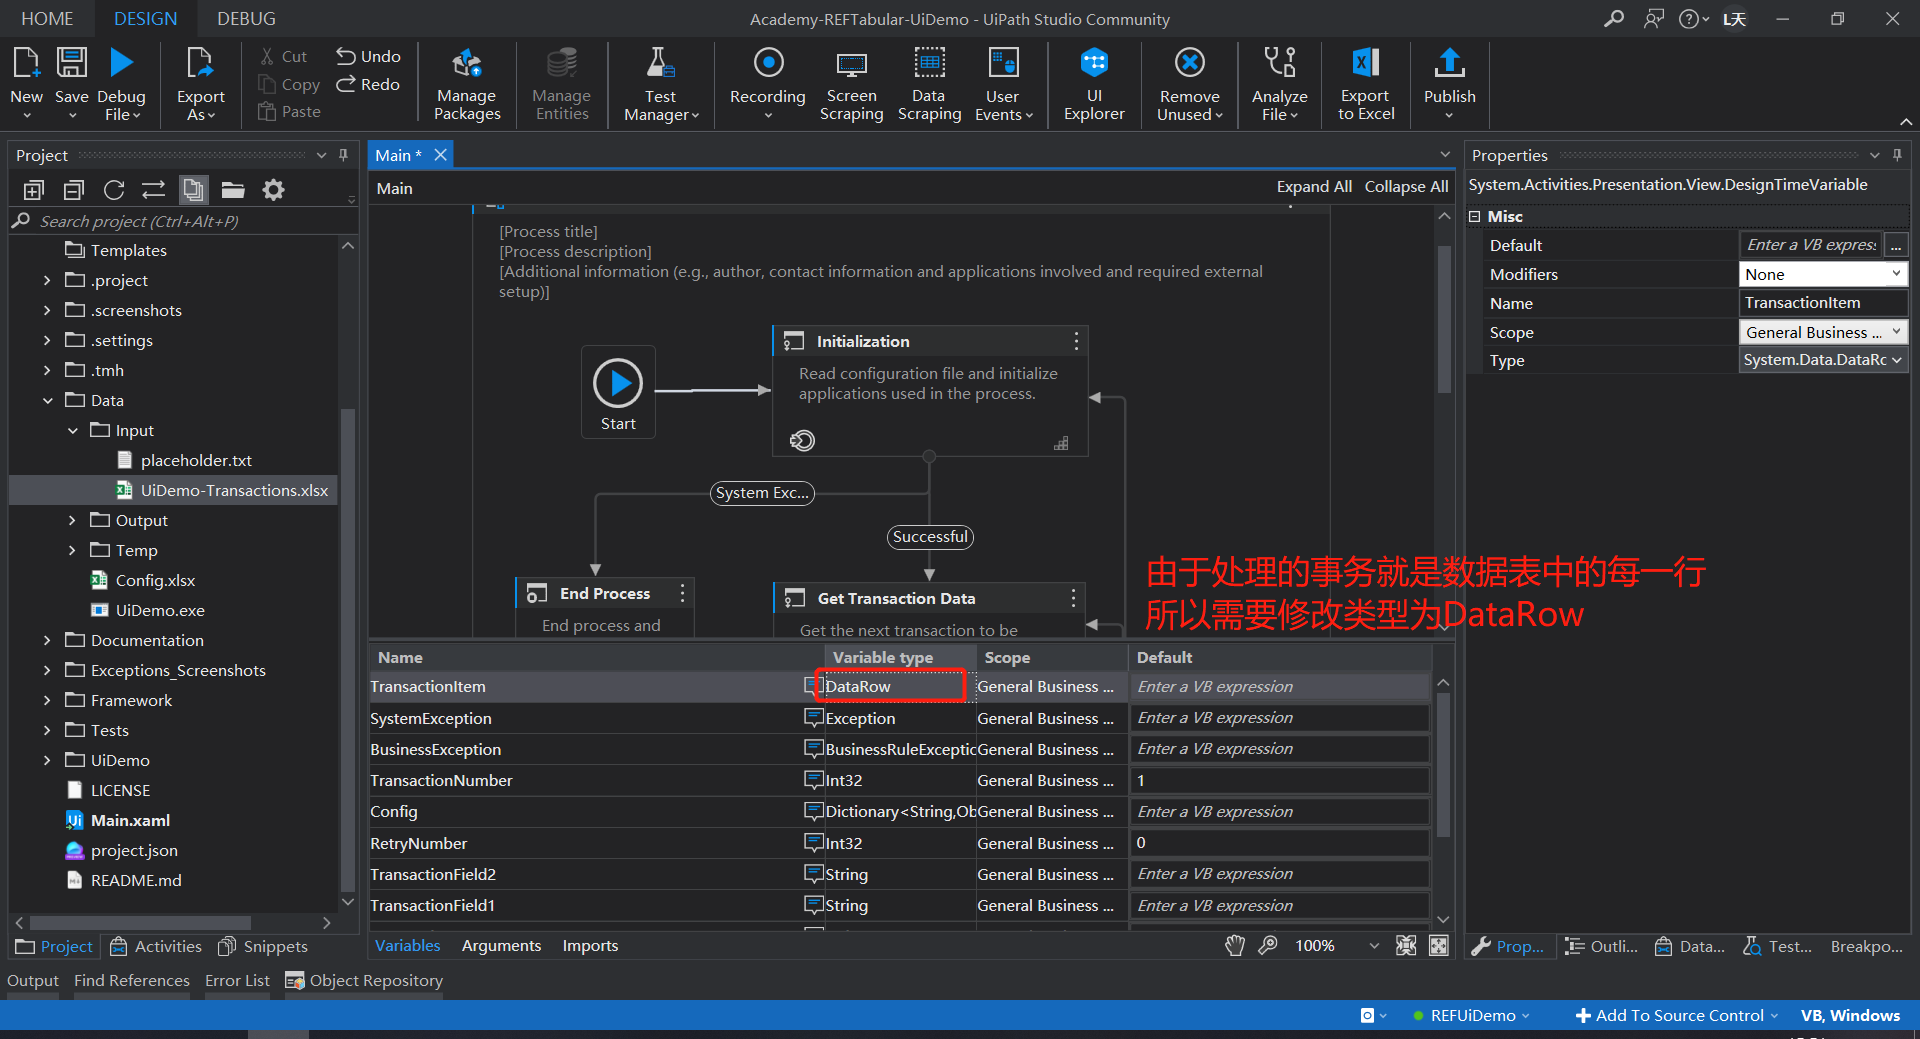 HOME DESIGN DEBUG Academy-REFTabular-UiDemo - UiPath Studio Community L天
New Save Debug File Export As Cut Copy Paste Undo Redo Manage Packages Manage Entities Test Manager Recording Screen Scraping Data Scraping User Events UI Explorer Remove Unused Analyze File Export to Excel Publish
Project
Search project (Ctrl+Alt+P)
Templates
.project
.screenshots
.settings
.tmh
Data
Input
placeholder.txt
UiDemo-Transactions.xlsx
Output
Temp
Config.xlsx
UiDemo.exe
Documentation
Exceptions_Screenshots
Framework
Tests
UiDemo
LICENSE
Main.xaml
project.json
README.md
Project Activities Snippets
Main *
Main Expand All Collapse All
[Process title]
[Process description]
[Additional information (e.g., author, contact information and applications involved and required external
setup)]
Start
Initialization
Read configuration file and initialize
applications used in the process.
System Exc...
Successful
End Process
End process and
Get Transaction Data
Get the next transaction to be
由于处理的事务就是数据表中的每一行
所以需要修改类型为DataRow
Name Variable type Scope Default
TransactionItem DataRow General Business ... Enter a VB expression
SystemException Exception General Business ... Enter a VB expression
BusinessException BusinessRuleExceptic General Business ... Enter a VB expression
TransactionNumber Int32 General Business ... 1
Config Dictionary<String,Ob General Business ... Enter a VB expression
RetryNumber Int32 General Business ... 0
TransactionField2 String General Business ... Enter a VB expression
TransactionField1 String General Business ... Enter a VB expression
Variables Arguments Imports 100%
Properties
System.Activities.Presentation.View.DesignTimeVariable
Misc
Default Enter a VB express ...
Modifiers None
Name TransactionItem
Scope General Business ...
Type System.Data.DataRc
Prop... Outli... Data... Test... Breakpo...
Output Find References Error List Object Repository
REFUiDemo Add To Source Control VB, Windows